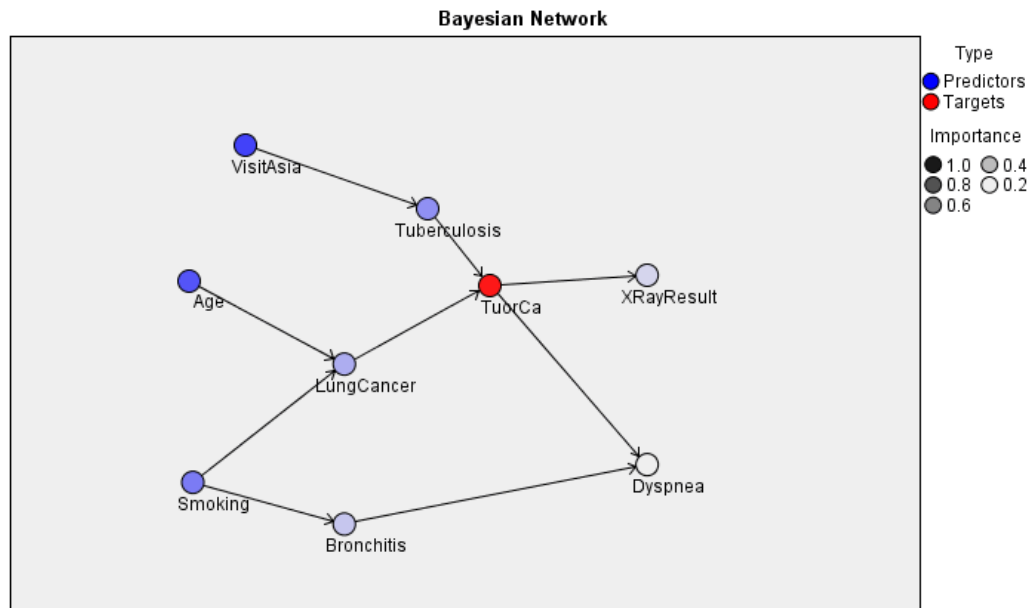 Bayesian Network
Type
Predictors
Targets
Importance
1.0 0.4
0.8 0.2
0.6
VisitAsia
Tuberculosis
Age
TuorCa
XRayResult
LungCancer
Smoking
Dyspnea
Bronchitis